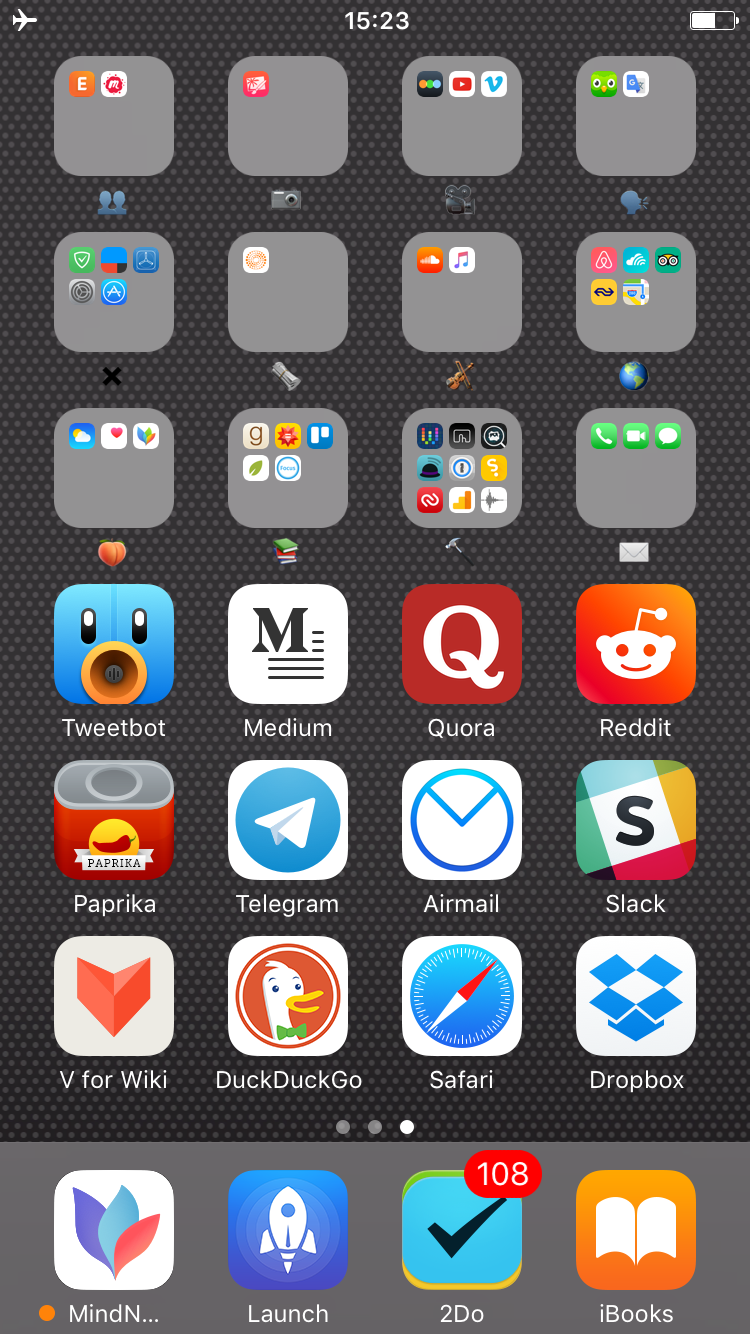 15:23
Tweetbot
Medium
Quora
Reddit
PAPRIKA
Paprika
Telegram
Airmail
S
Slack
V for Wiki
DuckDuckGo
Safari
Dropbox
108
MindN...
Launch
2Do
iBooks